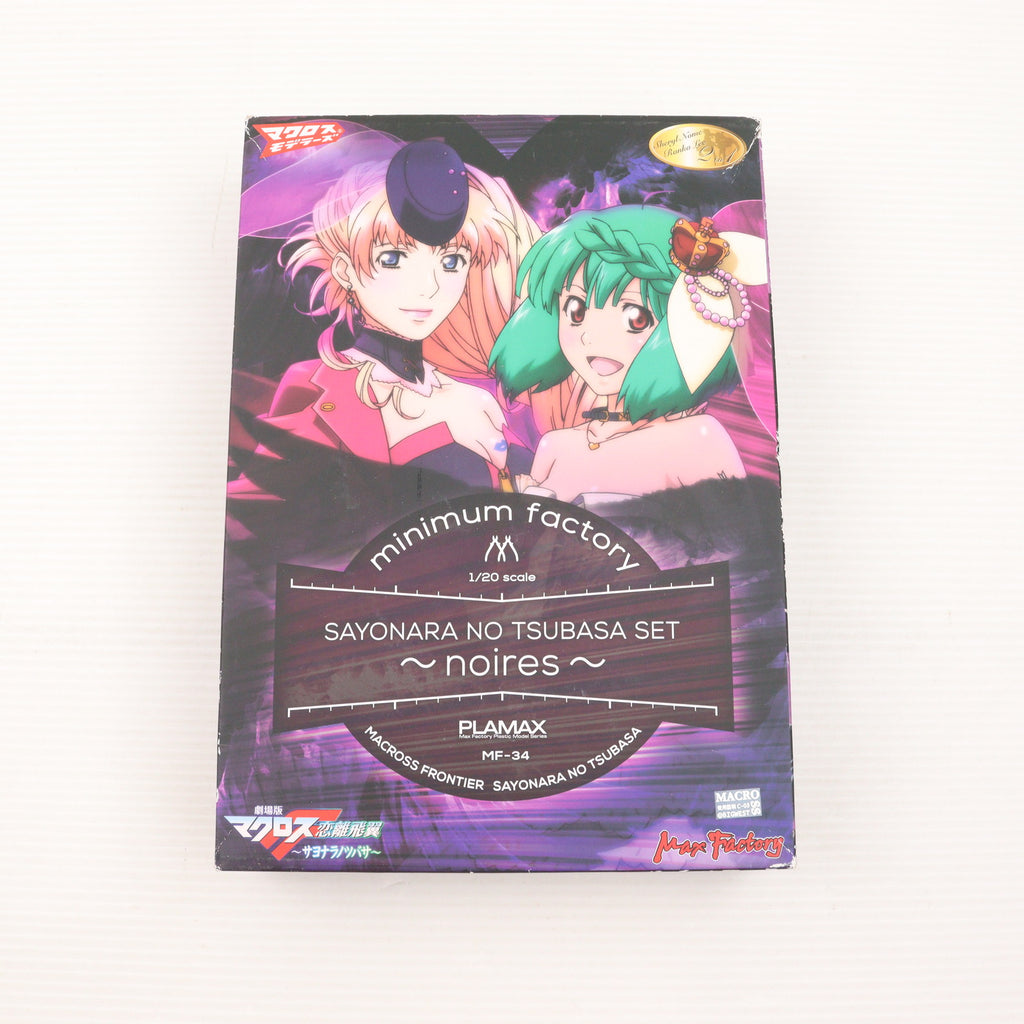 マクロス
モデラーズ
Sheryl Nome
Ranka Lee
minimum factory
1/20 scale
SAYONARA NO TSUBASA SET
～noires～
PLAMAX
Max Factory Plastic Model Series
MF-34
MACROSS FRONTIER SAYONARA NO TSUBASA
劇場版
マクロスF 恋離飛翼
～サヨナラノツバサ～
MACRO
SS
©BIGWEST
Max Factory